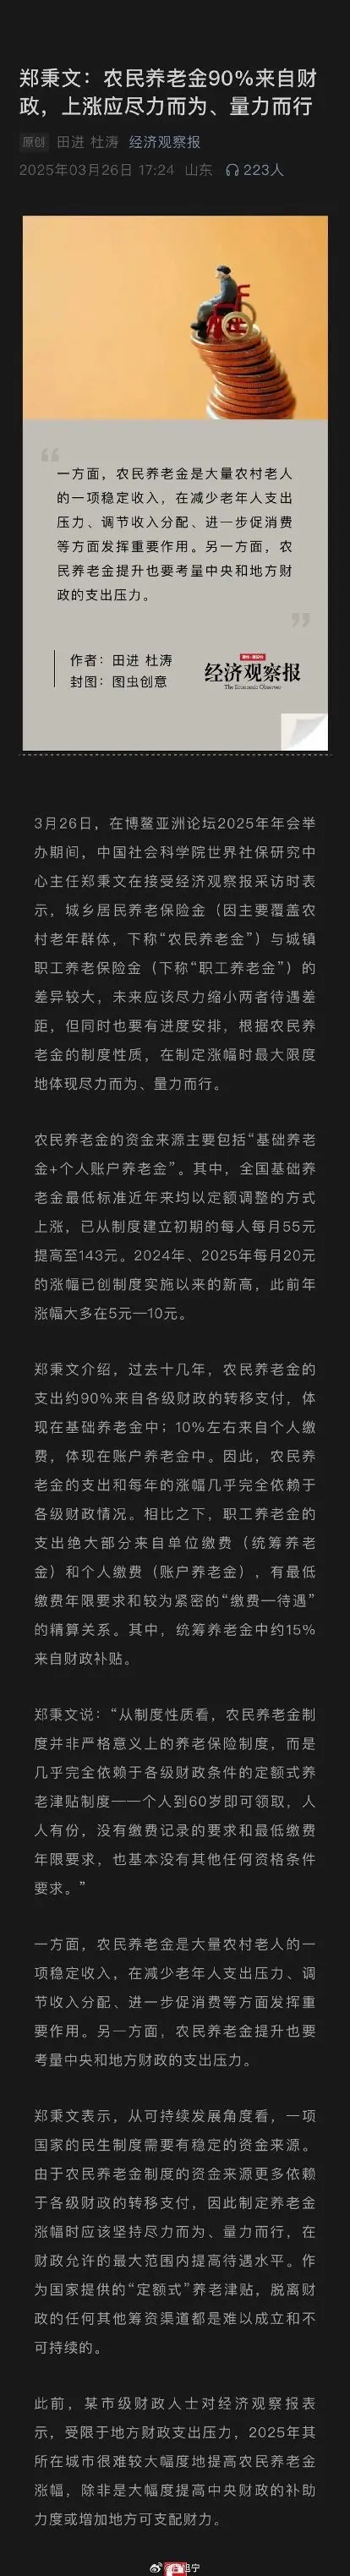 郑秉文：农民养老金90%来自财
政，上涨应尽力而为、量力而行
原创 田进 杜涛 经济观察报
2025年03月26日 17:24 山东 223人
“
一方面，农民养老金是大量农村老人
的一项稳定收入，在减少老年人支出
压力、调节收入分配、进一步促消费
等方面发挥重要作用。另一方面，农
民养老金提升也要考量中央和地方财
政的支出压力。
”
作者：田进 杜涛
封图：图虫创意
经济观察报
The Economic Observer
3月26日，在博鳌亚洲论坛2025年年会举
办期间，中国社会科学院世界社保研究中
心主任郑秉文在接受经济观察报采访时表
示，城乡居民养老保险金（因主要覆盖农
村老年群体，下称“农民养老金”）与城镇
职工养老保险金（下称“职工养老金”）的
差异较大，未来应该尽力缩小两者待遇差
距，但同时也要有进度安排，根据农民养
老金的制度性质，在制定涨幅时最大限度
地体现尽力而为、量力而行。
农民养老金的资金来源主要包括“基础养老
金+个人账户养老金”。其中，全国基础养
老金最低标准近年来均以定额调整的方式
上涨，已从制度建立初期的每人每月55元
提高至143元。2024年、2025年每月20元
的涨幅已创制度实施以来的新高，此前年
涨幅大多在5元—10元。
郑秉文介绍，过去十几年，农民养老金的
支出约90%来自各级财政的转移支付，体
现在基础养老金中；10%左右来自个人缴
费，体现在账户养老金中。因此，农民养
老金的支出和每年的涨幅几乎完全依赖于
各级财政情况。相比之下，职工养老金的
支出绝大部分来自单位缴费（统筹养老
金）和个人缴费（账户养老金），有最低
缴费年限要求和较为紧密的“缴费—待遇”
的精算关系。其中，统筹养老金中约15%
来自财政补贴。
郑秉文说：“从制度性质看，农民养老金制
度并非严格意义上的养老保险制度，而是
几乎完全依赖于各级财政条件的定额式养
老津贴制度——个人到60岁即可领取，人
人有份，没有缴费记录的要求和最低缴费
年限要求，也基本没有其他任何资格条件
要求。”
一方面，农民养老金是大量农村老人的一
项稳定收入，在减少老年人支出压力、调
节收入分配、进一步促消费等方面发挥重
要作用。另一方面，农民养老金提升也要
考量中央和地方财政的支出压力。
郑秉文表示，从可持续发展角度看，一项
国家的民生制度需要有稳定的资金来源。
由于农民养老金制度的资金来源更多依赖
于各级财政的转移支付，因此制定养老金
涨幅时应该坚持尽力而为、量力而行，在
财政允许的最大范围内提高待遇水平。作
为国家提供的“定额式”养老津贴，脱离财
政的任何其他筹资渠道都是难以成立和不
可持续的。
此前，某市级财政人士对经济观察报表
示，受限于地方财政支出压力，2025年其
所在城市很难较大幅度地提高农民养老金
涨幅，除非是大幅度提高中央财政的补助
力度或增加地方可支配财力。